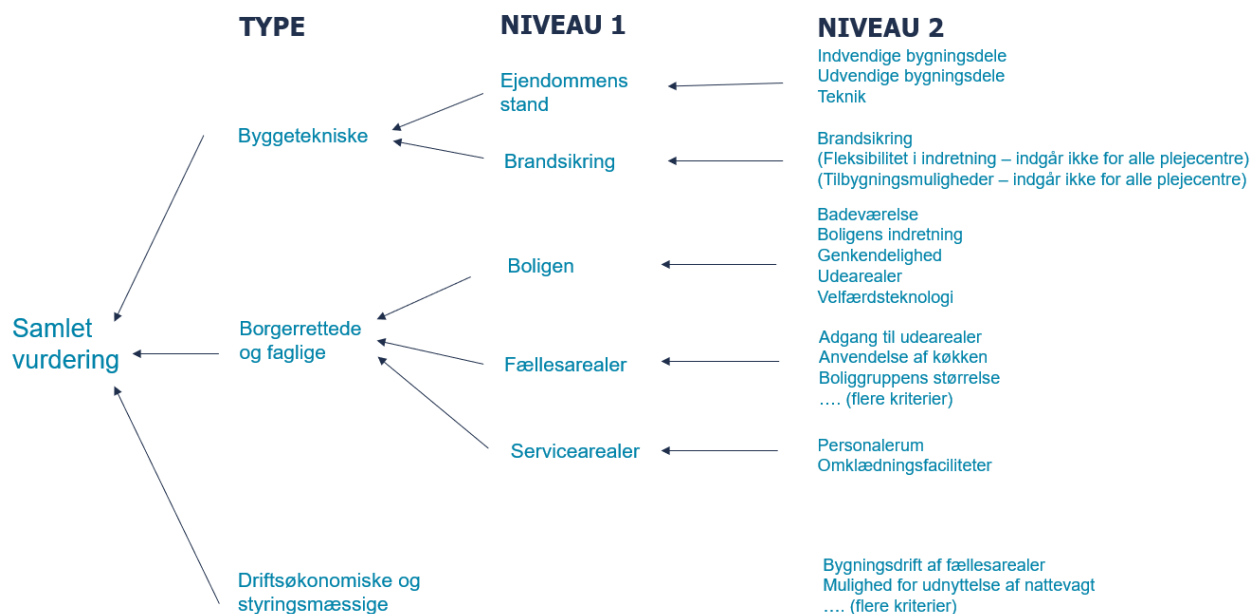 TYPE
NIVEAU 1
NIVEAU 2
Samlet
vurdering
Byggetekniske
Ejendommens
stand
Indvendige bygningsdele
Udvendige bygningsdele
Teknik
Brandsikring
Brandsikring
(Fleksibilitet i indretning – indgår ikke for alle plejecentre)
(Tilbygningsmuligheder – indgår ikke for alle plejecentre)
Borgerrettede
og faglige
Boligen
Badeværelse
Boligens indretning
Genkendelighed
Udearealer
Velfærdsteknologi
Fællesarealer
Adgang til udearealer
Anvendelse af køkken
Boliggruppens størrelse
…. (flere kriterier)
Servicearealer
Personalerum
Omklædningsfaciliteter
Driftsøkonomiske og
styringsmæssige
Bygningsdrift af fællesarealer
Mulighed for udnyttelse af nattevagt
…. (flere kriterier)